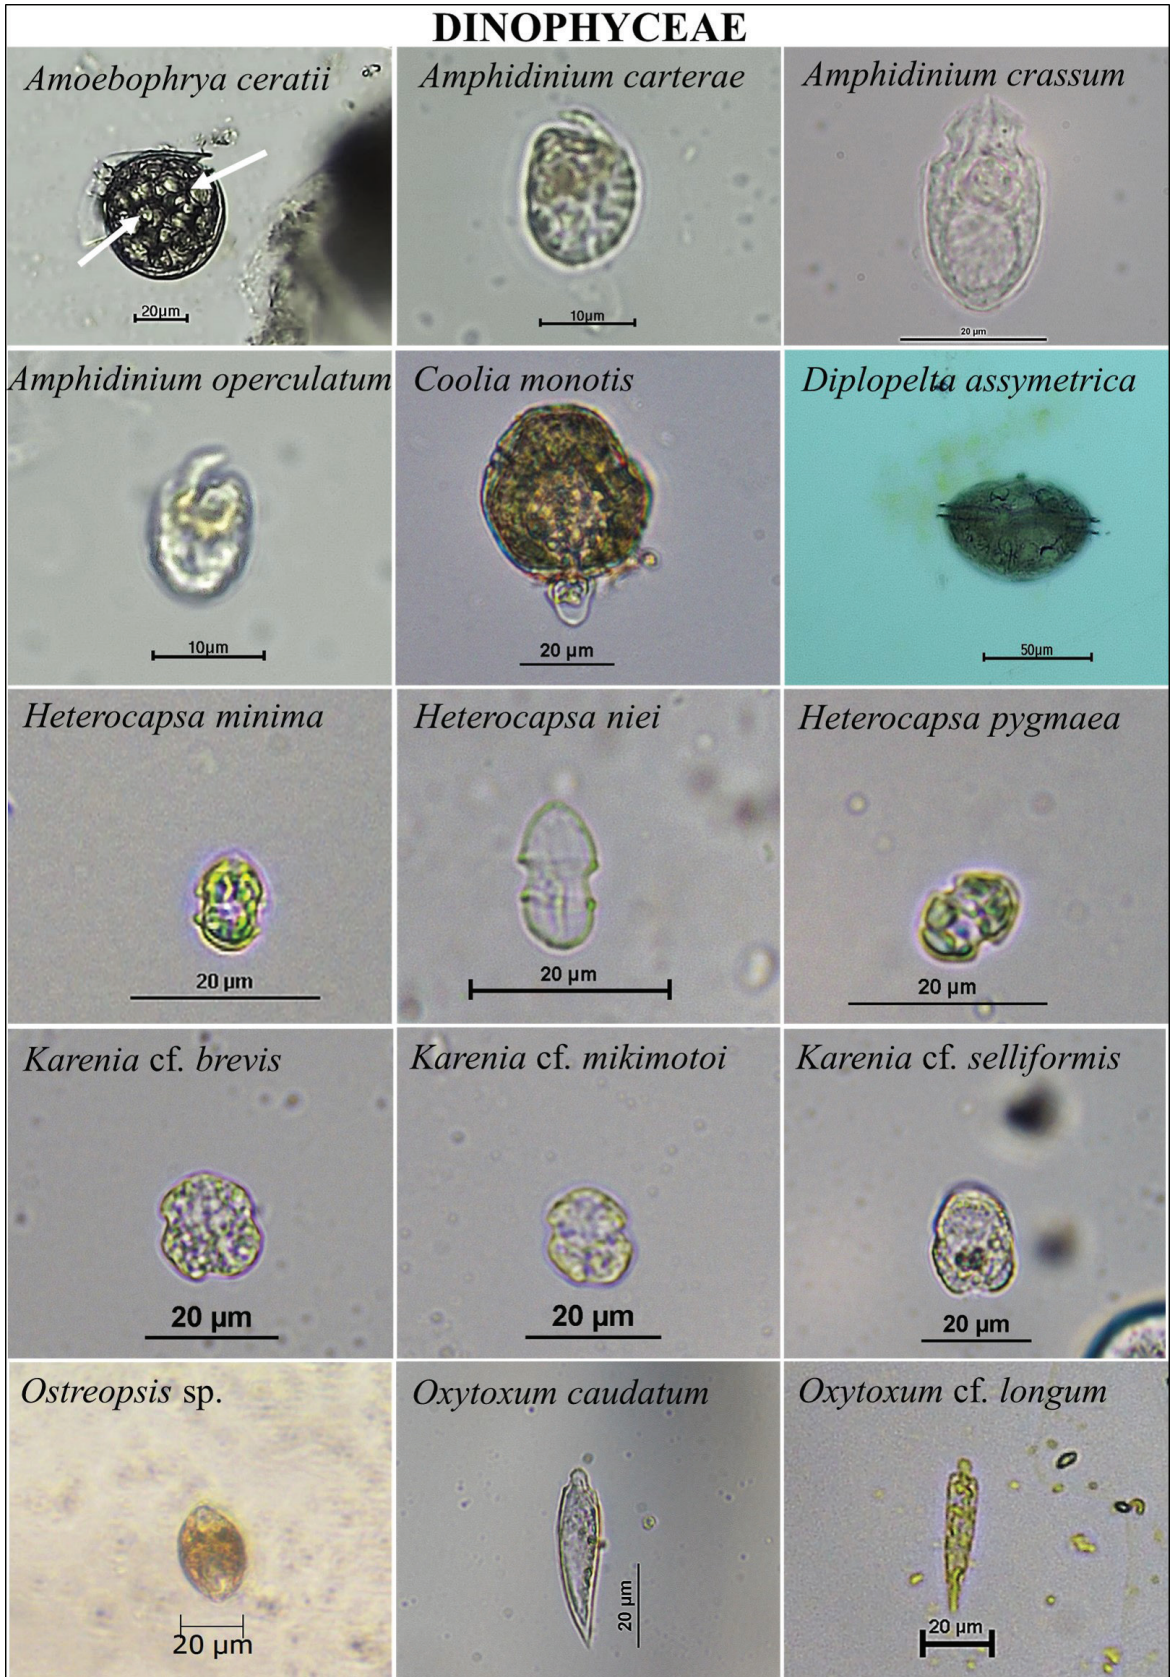 DINOPHYCEAE
Amoebophrya ceratii
20µm
Amphidinium carterae
10µm
Amphidinium crassum
20 µm
Amphidinium operculatum
10µm
Coolia monotis
20 µm
Diplopelta assymetrica
50µm
Heterocapsa minima
20 µm
Heterocapsa niei
20 µm
Heterocapsa pygmaea
20 µm
Karenia cf. brevis
20 µm
Karenia cf. mikimotoi
20 µm
Karenia cf. selliformis
20 µm
Ostreopsis sp.
20 µm
Oxytoxum caudatum
20 µm
Oxytoxum cf. longum
20 µm